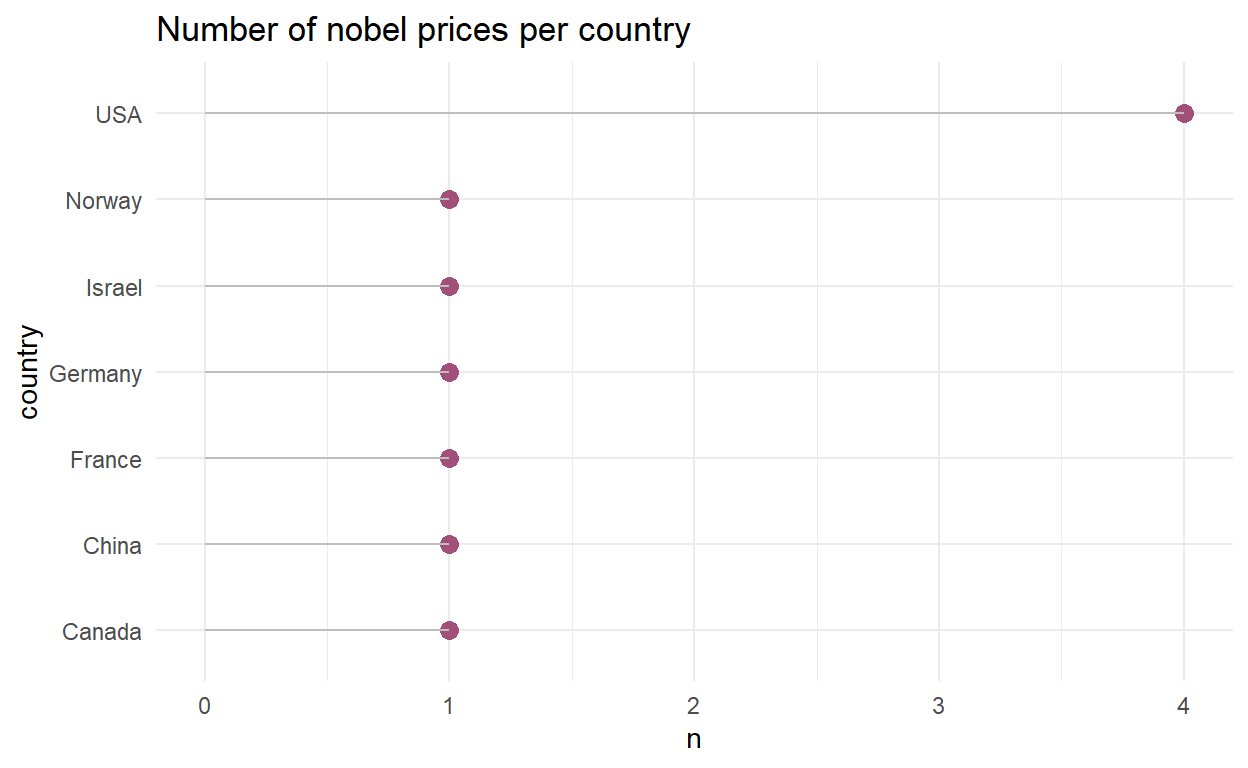 Number of nobel prices per country
USA
Norway
Israel
Germany
France
China
Canada
country
0 1 2 3 4
n